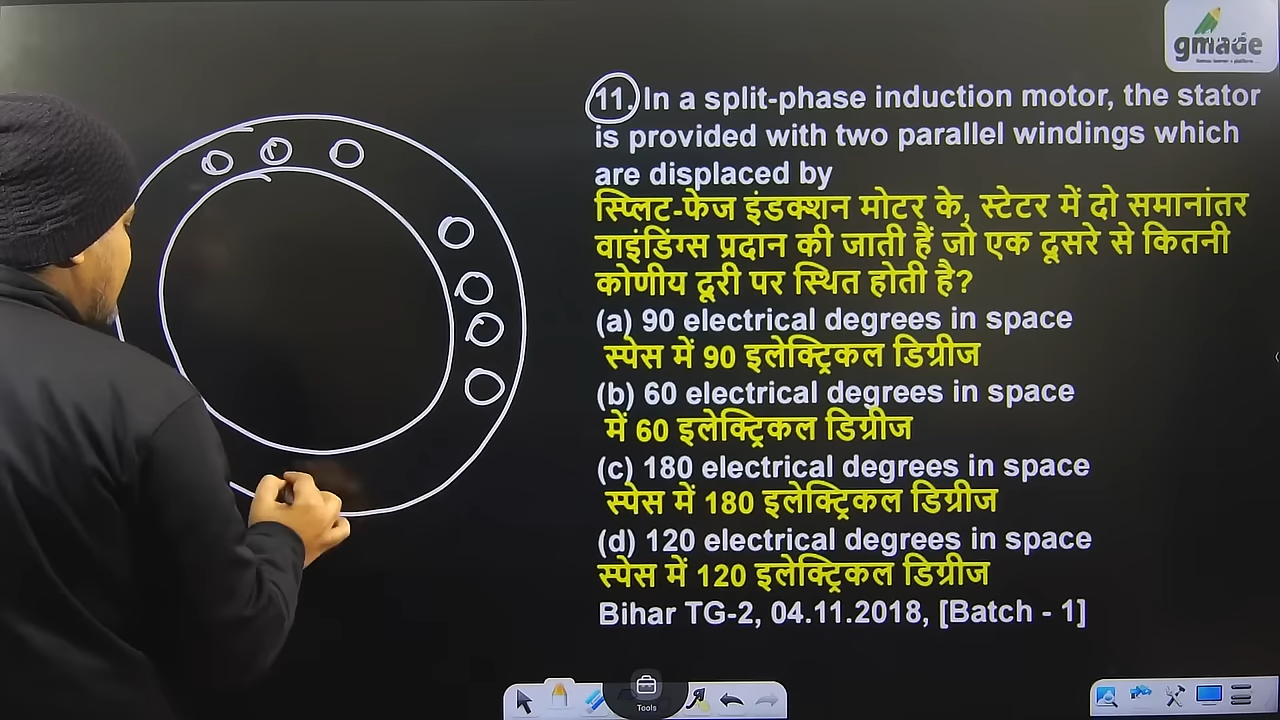 gmade
11. In a split-phase induction motor, the stator
is provided with two parallel windings which
are displaced by
स्प्लिट-फेज इंडक्शन मोटर के, स्टेटर में दो समानांतर
वाइंडिंग्स प्रदान की जाती हैं जो एक दूसरे से कितनी
कोणीय दूरी पर स्थित होती है?
(a) 90 electrical degrees in space
स्पेस में 90 इलेक्ट्रिकल डिग्रीज
(b) 60 electrical degrees in space
में 60 इलेक्ट्रिकल डिग्रीज
(c) 180 electrical degrees in space
स्पेस में 180 इलेक्ट्रिकल डिग्रीज
(d) 120 electrical degrees in space
स्पेस में 120 इलेक्ट्रिकल डिग्रीज
Bihar TG-2, 04.11.2018, [Batch - 1]
Tools